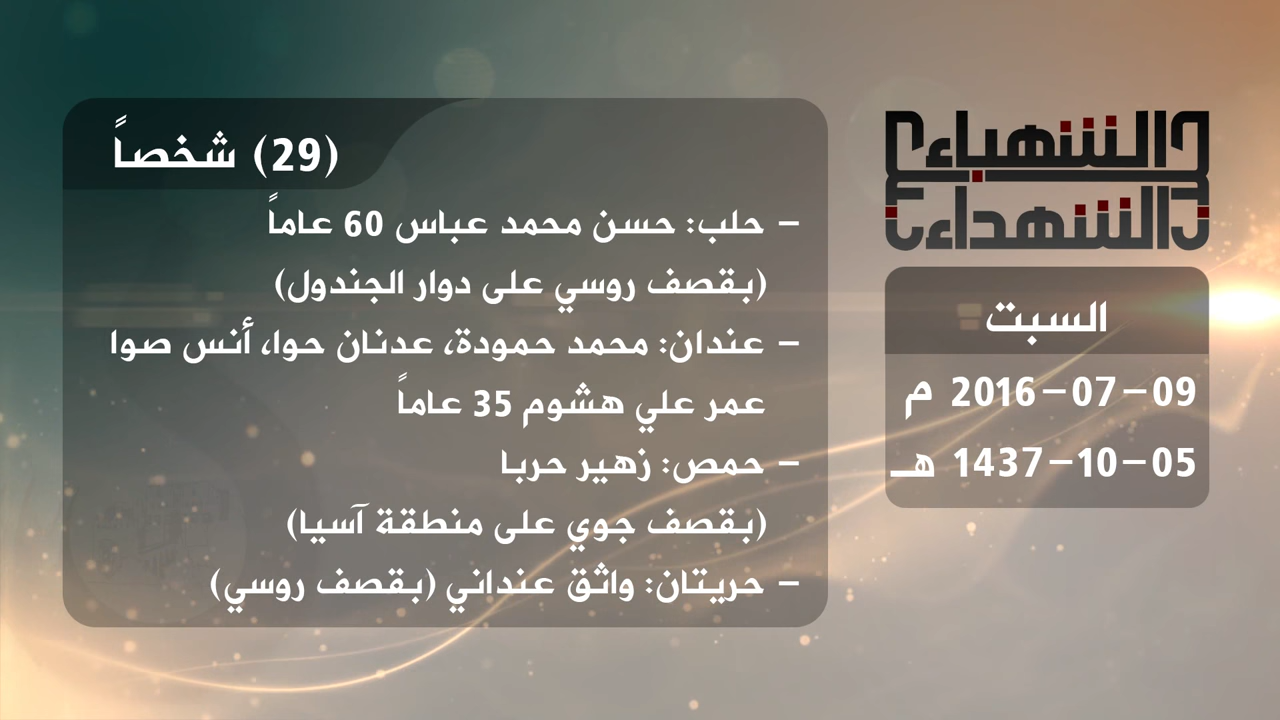 الشهباء
الشهداء
السبت
09-07-2016 م
05-10-1437 هـ
(29) شخصاً
- حلب: حسن محمد عباس 60 عاماً
(بقصف روسي على دوار الجندول)
- عندان: محمد حمودة، عدنان حوا، أنس صوا
عمر علي هشوم 35 عاماً
- حمص: زهير حربا
(بقصف جوي على منطقة آسيا)
- حريتان: واثق عنداني (بقصف روسي)